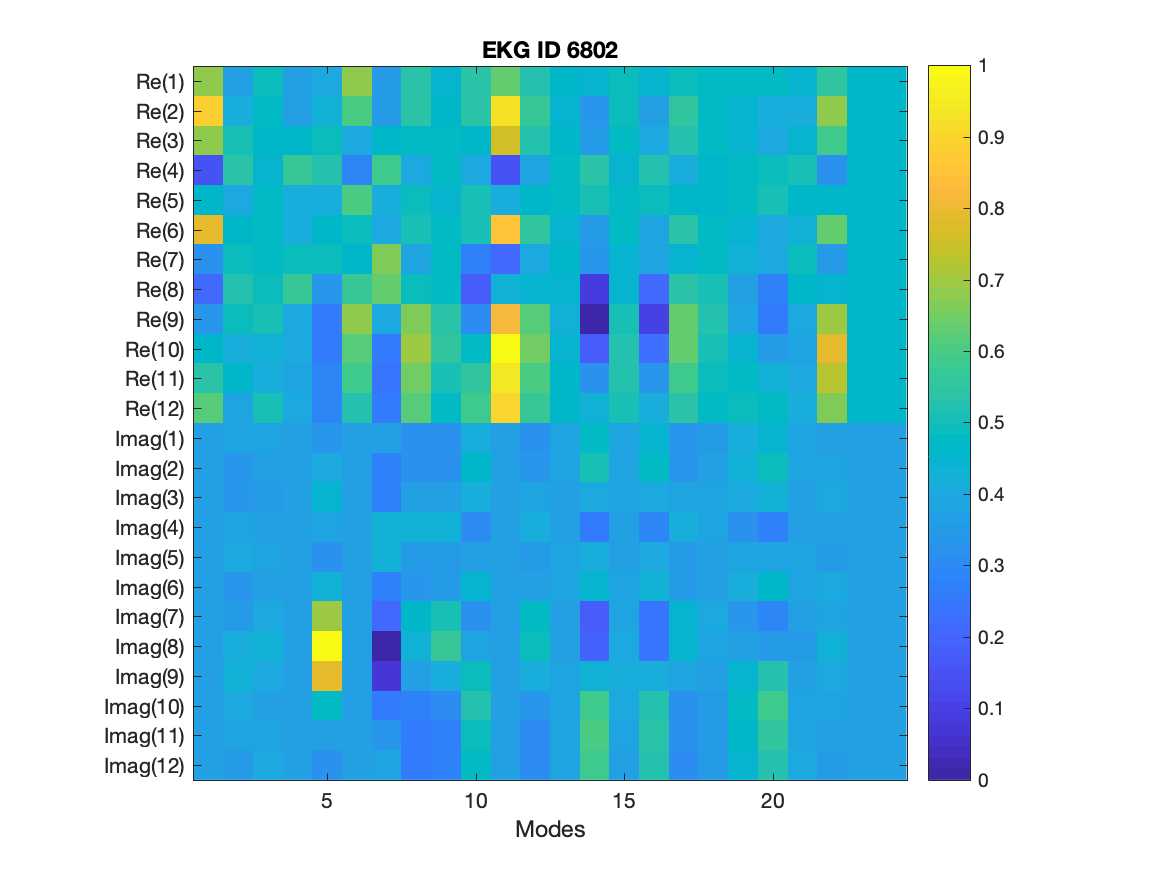 EKG ID 6802
Re(1)
Re(2)
Re(3)
Re(4)
Re(5)
Re(6)
Re(7)
Re(8)
Re(9)
Re(10)
Re(11)
Re(12)
Imag(1)
Imag(2)
Imag(3)
Imag(4)
Imag(5)
Imag(6)
Imag(7)
Imag(8)
Imag(9)
Imag(10)
Imag(11)
Imag(12)
5 10 15 20
Modes
1
0.9
0.8
0.7
0.6
0.5
0.4
0.3
0.2
0.1
0